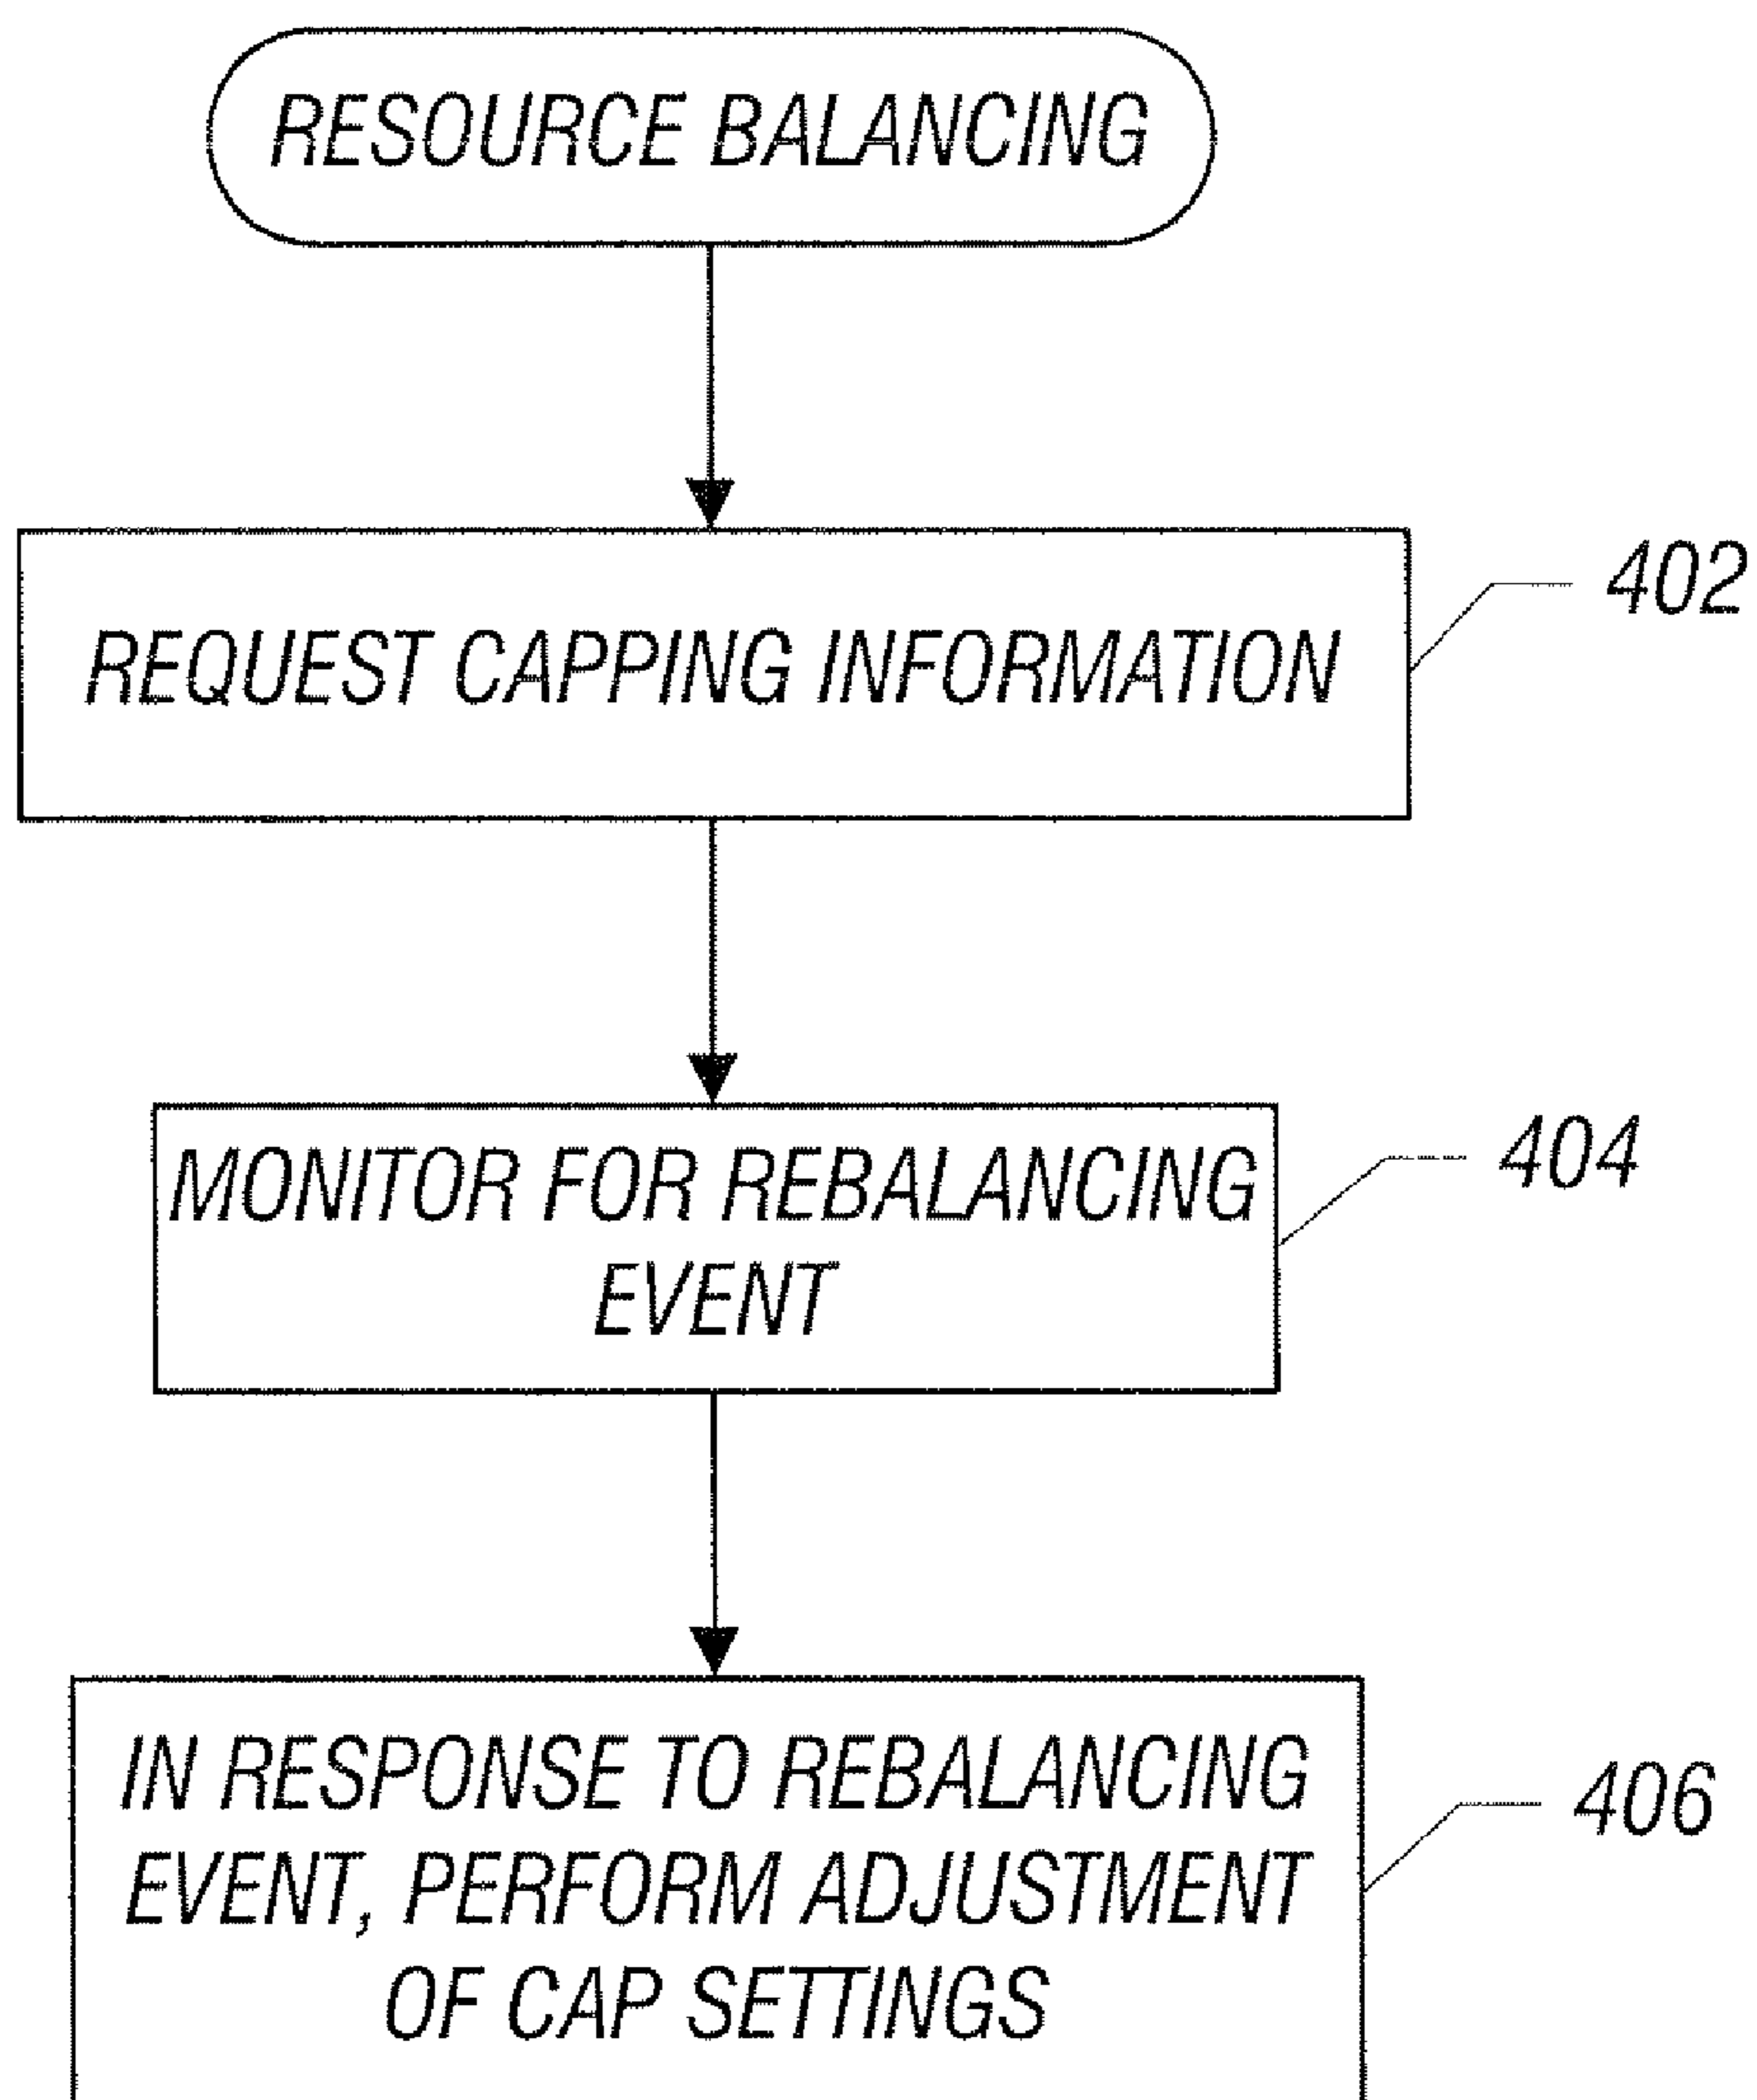 RESOURCE BALANCING
REQUEST CAPPING INFORMATION
402
MONITOR FOR REBALANCING
EVENT
404
IN RESPONSE TO REBALANCING
EVENT, PERFORM ADJUSTMENT
OF CAP SETTINGS
406